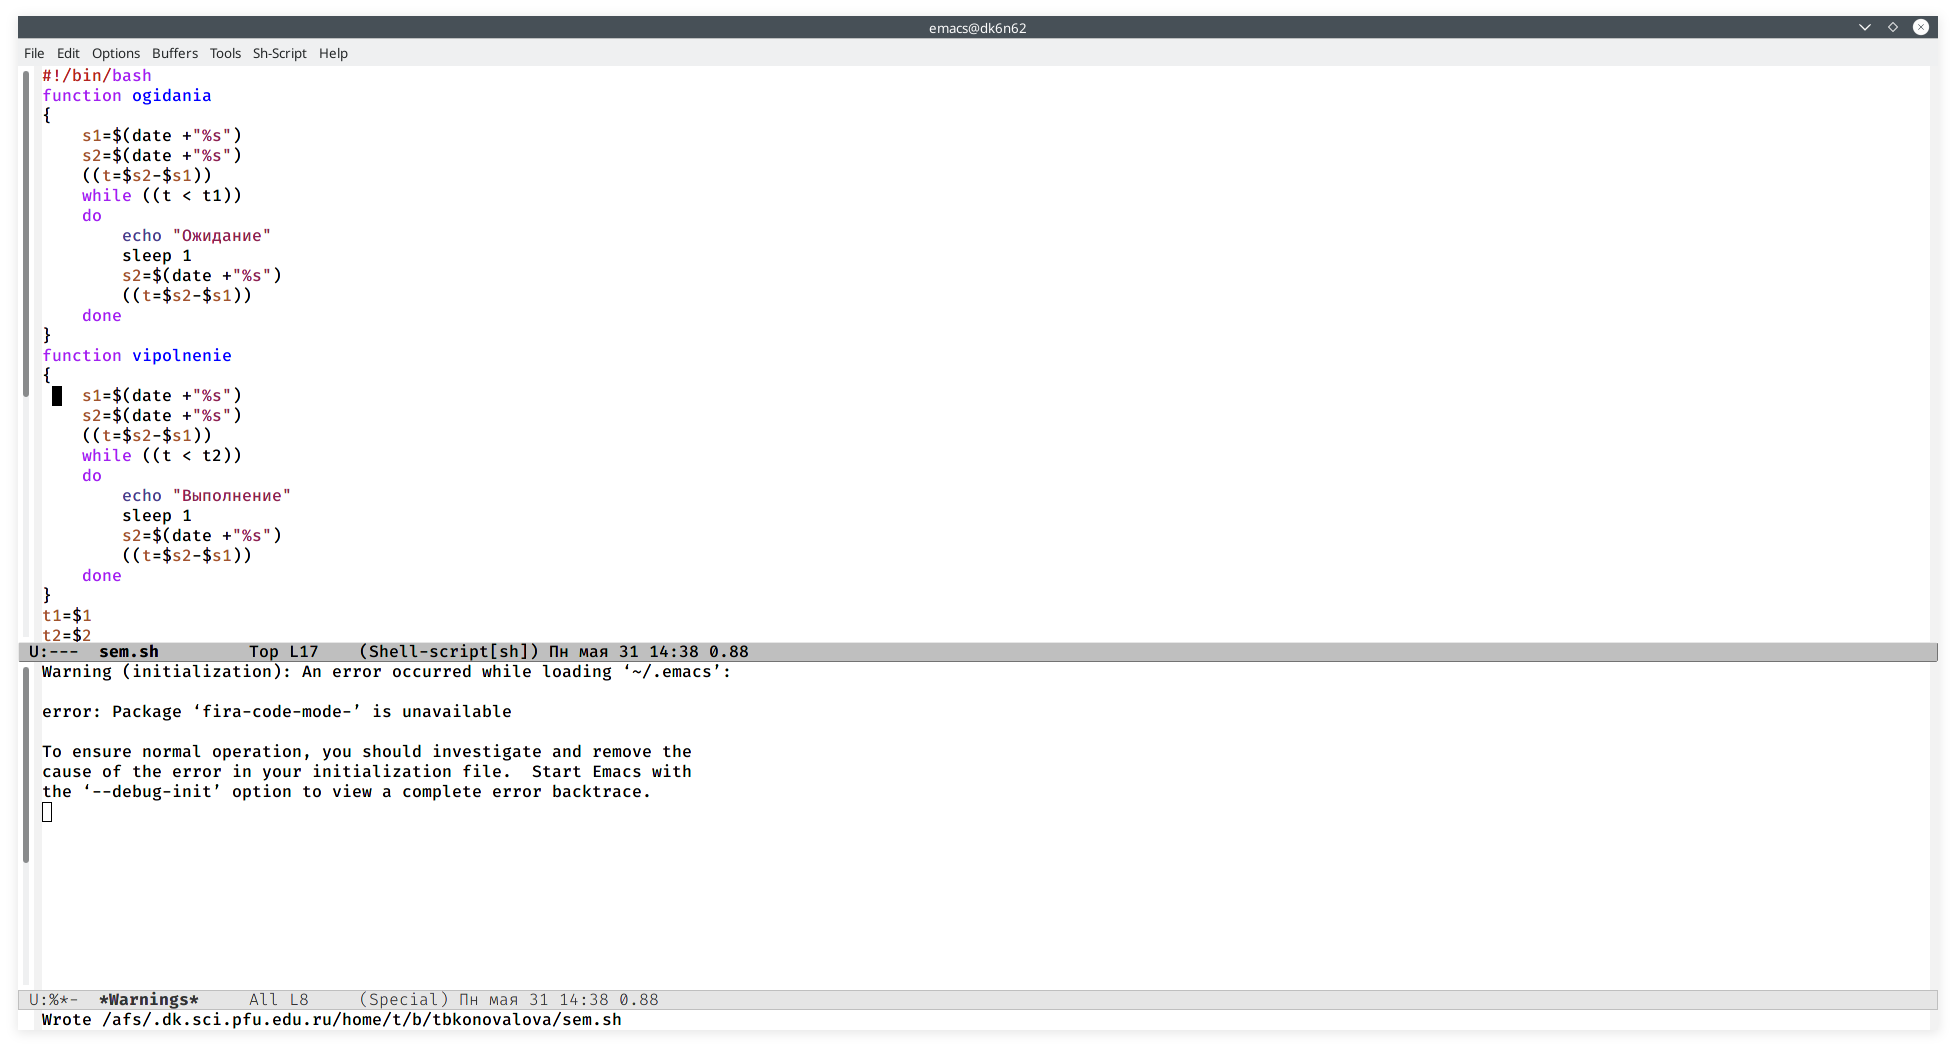 emacs@dk6n62
File Edit Options Buffers Tools Sh-Script Help
#!/bin/bash
function ogidania
{
    s1=$(date +"%s")
    s2=$(date +"%s")
    ((t=$s2-$s1))
    while ((t < t1))
    do
        echo "Ожидание"
        sleep 1
        s2=$(date +"%s")
        ((t=$s2-$s1))
    done
}
function vipolnenie
{
    s1=$(date +"%s")
    s2=$(date +"%s")
    ((t=$s2-$s1))
    while ((t < t2))
    do
        echo "Выполнение"
        sleep 1
        s2=$(date +"%s")
        ((t=$s2-$s1))
    done
}
t1=$1
t2=$2
U:---  sem.sh         Top L17    (Shell-script[sh]) Пн мая 31 14:38 0.88
Warning (initialization): An error occurred while loading ‘~/.emacs’:
error: Package ‘fira-code-mode-’ is unavailable
To ensure normal operation, you should investigate and remove the
cause of the error in your initialization file.  Start Emacs with
the ‘--debug-init’ option to view a complete error backtrace.
U:%*-  *Warnings*     All L8     (Special) Пн мая 31 14:38 0.88
Wrote /afs/.dk.sci.pfu.edu.ru/home/t/b/tbkonovalova/sem.sh